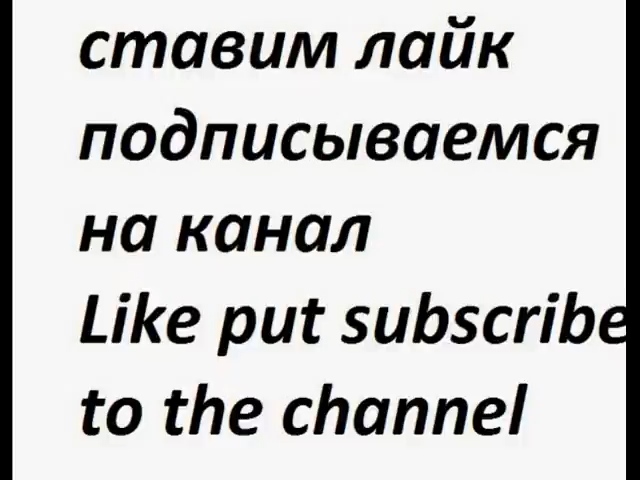 ставим лайк
подписываемся
на канал
Like put subscribe
to the channel